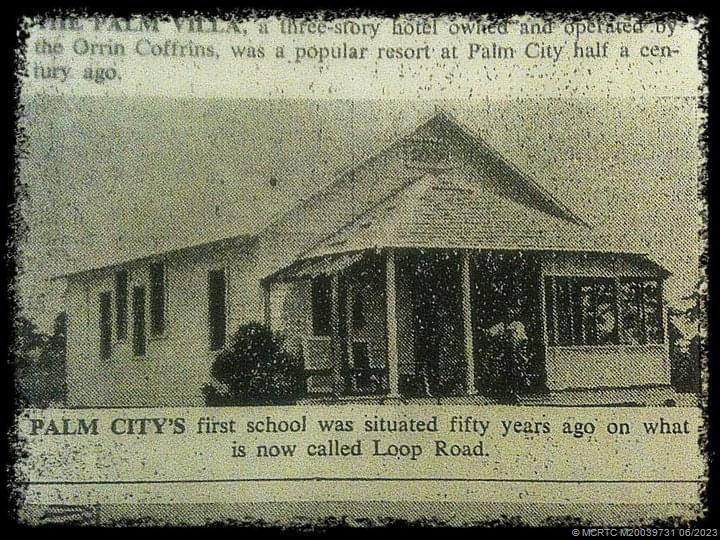 THE PALM VILLA, a three-story hotel owned and operated by
the Orrin Coffrins, was a popular resort at Palm City half a cen-
tury ago.
PALM CITY'S first school was situated fifty years ago on what
is now called Loop Road.
© MCRTC M20039731 06/2023